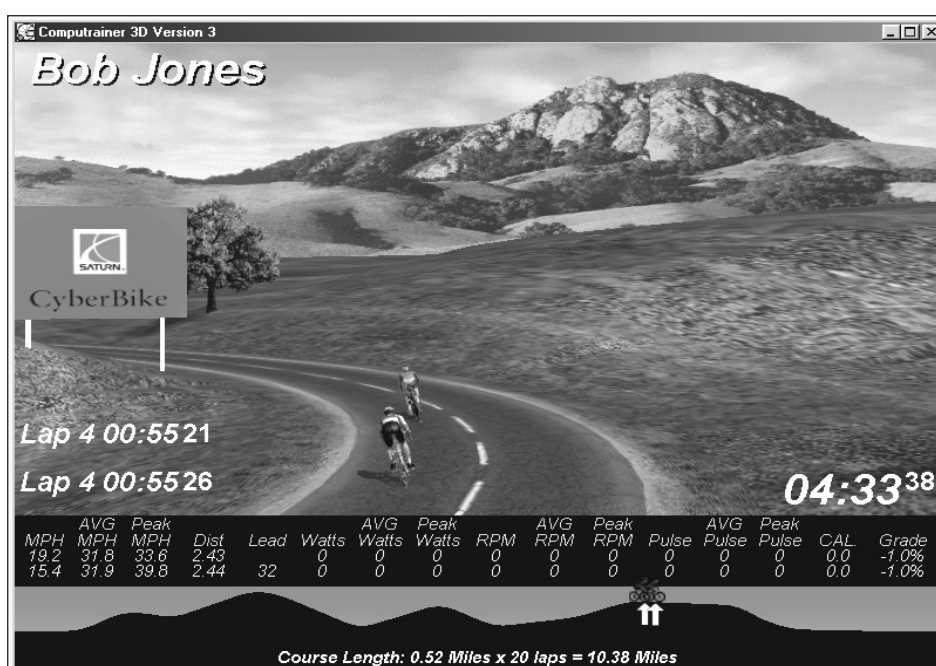 Computrainer 3D Version 3
Bob Jones
SATURN
CyberBike
Lap 4 00:55 21
Lap 4 00:55 26
04:33 38
MPH AVG MPH Peak MPH Dist Lead Watts AVG Watts Peak Watts RPM AVG RPM Peak RPM Pulse AVG Pulse Peak Pulse CAL. Grade
19.2 31.8 33.6 2.43 0 0 0 0 0 0 0 0 0 0.0 -1.0%
15.4 31.9 39.8 2.44 32 0 0 0 0 0 0 0 0 0 0.0 -1.0%
Course Length: 0.52 Miles x 20 laps = 10.38 Miles